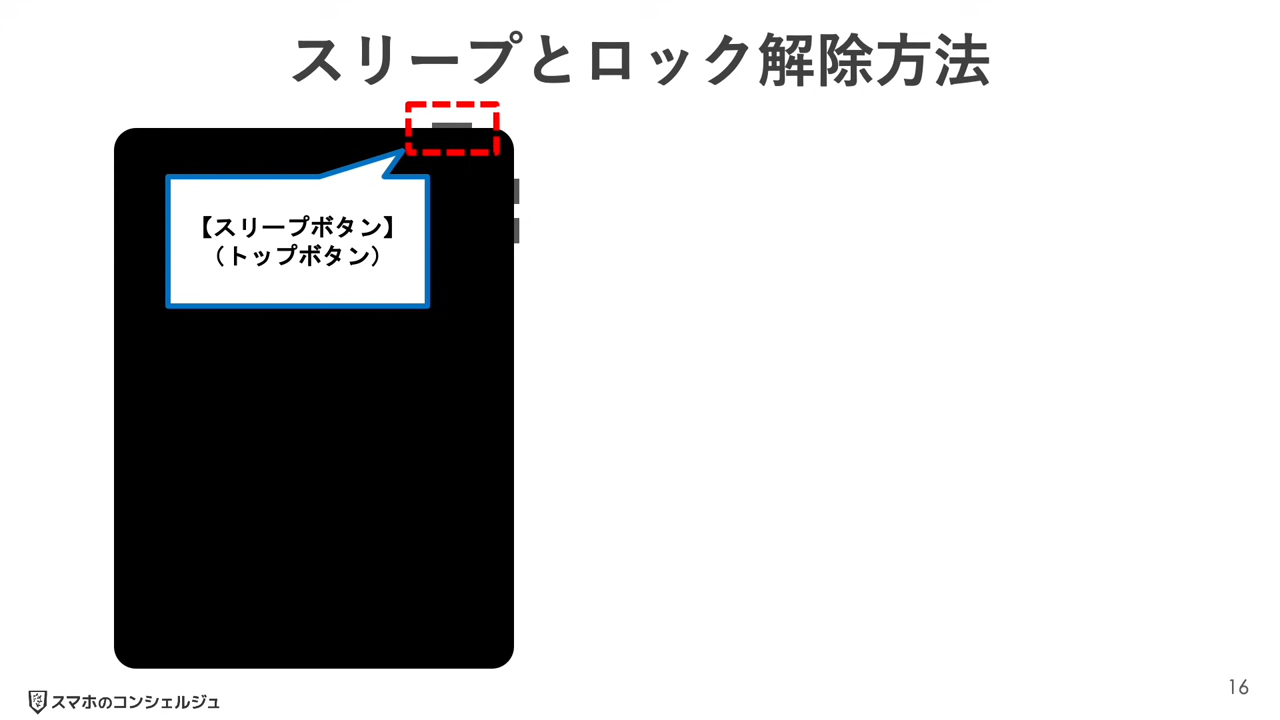 スリープとロック解除方法
【スリープボタン】
（トップボタン）
スマホのコンシェルジュ
16